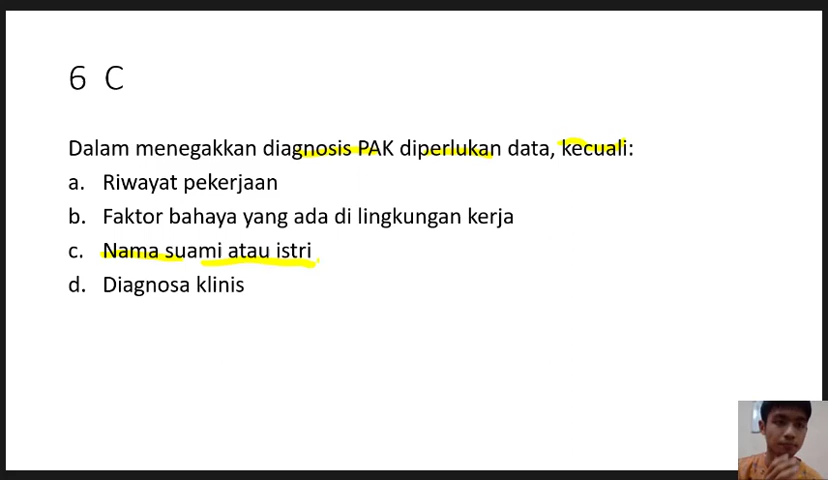 6 C
Dalam menegakkan diagnosis PAK diperlukan data, kecuali:
a. Riwayat pekerjaan
b. Faktor bahaya yang ada di lingkungan kerja
c. Nama suami atau istri
d. Diagnosa klinis